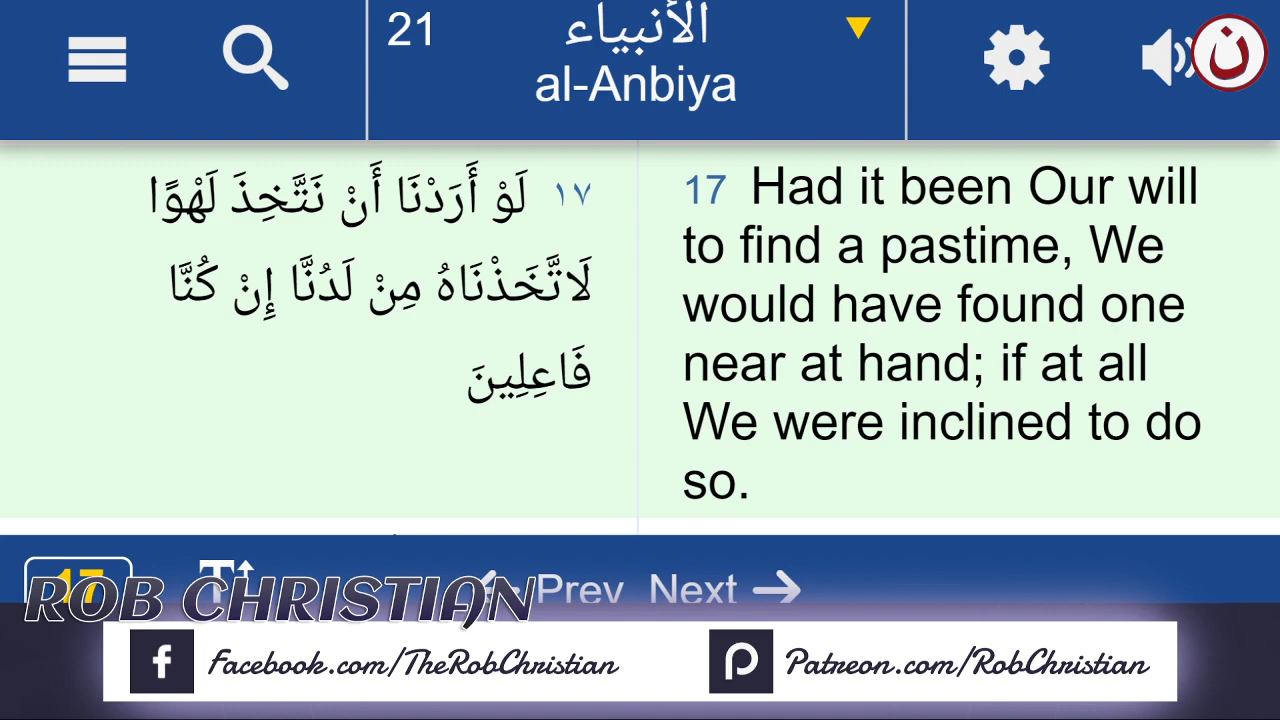 21
الأنبياء
al-Anbiya
ن
١٧ لَوْ أَرَدْنَا أَنْ نَتَّخِذَ لَهْوًا
لَاتَّخَذْنَاهُ مِنْ لَدُنَّا إِنْ كُنَّا
فَاعِلِينَ
17 Had it been Our will
to find a pastime, We
would have found one
near at hand; if at all
We were inclined to do
so.
17
T
Prev Next
ROB CHRISTIAN
Facebook.com/TheRobChristian
Patreon.com/RobChristian